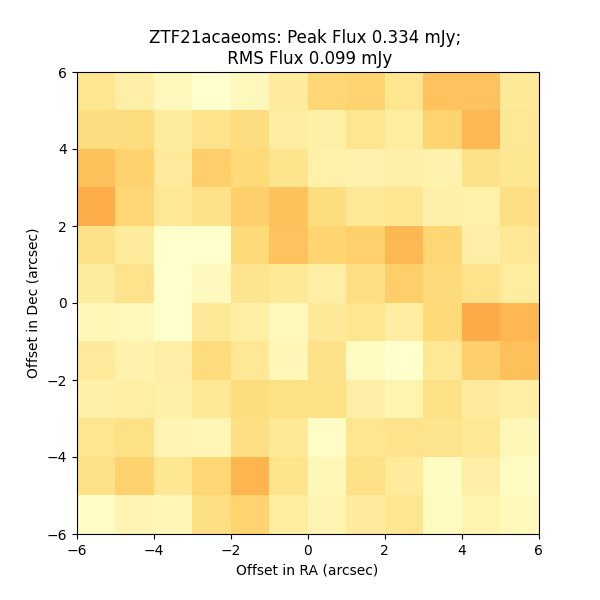 ZTF21acaeoms: Peak Flux 0.334 mJy;
RMS Flux 0.099 mJy
6
4
2
0
−2
−4
−6
Offset in Dec (arcsec)
−6 −4 −2 0 2 4 6
Offset in RA (arcsec)